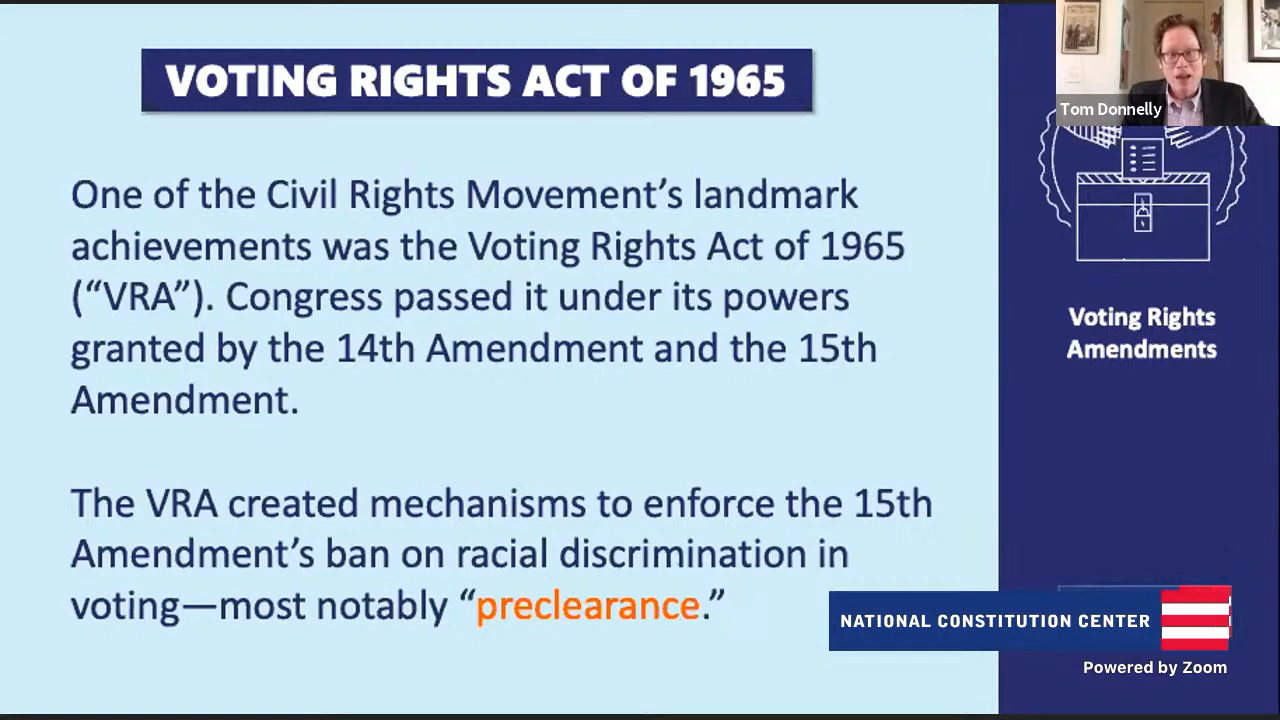 VOTING RIGHTS ACT OF 1965
One of the Civil Rights Movement’s landmark
achievements was the Voting Rights Act of 1965
(“VRA”). Congress passed it under its powers
granted by the 14th Amendment and the 15th
Amendment.
The VRA created mechanisms to enforce the 15th
Amendment’s ban on racial discrimination in
voting—most notably “preclearance.”
Tom Donnelly
Voting Rights
Amendments
NATIONAL CONSTITUTION CENTER
Powered by Zoom